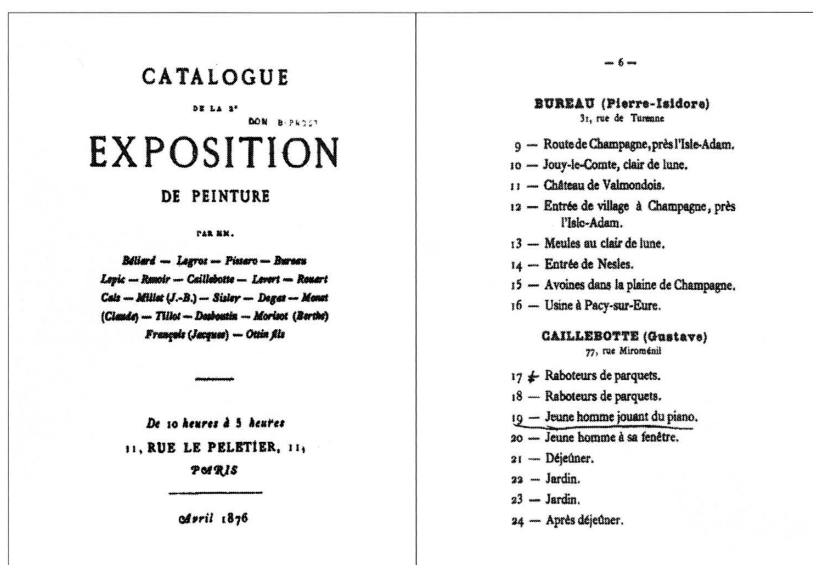 CATALOGUE
DE LA 2e
DON
EXPOSITION
DE PEINTURE
PAR MM.
Béliard — Legros — Pissaro — Bureau
Lepic — Renoir — Caillebotte — Levert — Rouart
Cals — Millet (J.-B.) — Sisley — Degas — Monet
(Claude) — Tillot — Desboutin — Morisot (Berthe)
François (Jacques) — Ottin fils
De 10 heures à 5 heures
11, RUE LE PELETIER, 11,
PARIS
Avril 1876
— 6 —
BUREAU (Pierre-Isidore)
31, rue de Turenne
9 — Route de Champagne, près l'Isle-Adam.
10 — Jouy-le-Comte, clair de lune.
11 — Château de Valmondois.
12 — Entrée de village à Champagne, près
l'Isle-Adam.
13 — Meules au clair de lune.
14 — Entrée de Nesles.
15 — Avoines dans la plaine de Champagne.
16 — Usine à Pacy-sur-Eure.
CAILLEBOTTE (Gustave)
77, rue Miroménil
17 — Raboteurs de parquets.
18 — Raboteurs de parquets.
19 — Jeune homme jouant du piano.
20 — Jeune homme à sa fenêtre.
21 — Déjeûner.
22 — Jardin.
23 — Jardin.
24 — Après déjeûner.